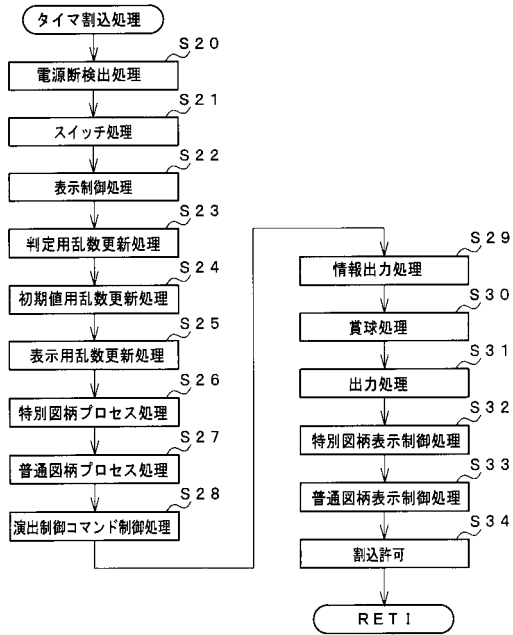 タイマ割込処理
S20
電源断検出処理
S21
スイッチ処理
S22
表示制御処理
S23
判定用乱数更新処理
S24
初期値用乱数更新処理
S25
表示用乱数更新処理
S26
特別図柄プロセス処理
S27
普通図柄プロセス処理
S28
演出制御コマンド制御処理
S29
情報出力処理
S30
賞球処理
S31
出力処理
S32
特別図柄表示制御処理
S33
普通図柄表示制御処理
S34
割込許可
RETI